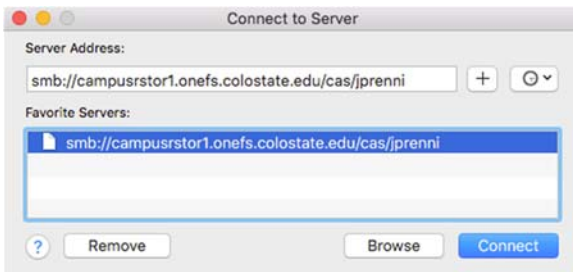 Connect to Server
Server Address:
smb://campusrstor1.onefs.colostate.edu/cas/jprenni
+
Favorite Servers:
smb://campusrstor1.onefs.colostate.edu/cas/jprenni
? Remove Browse Connect